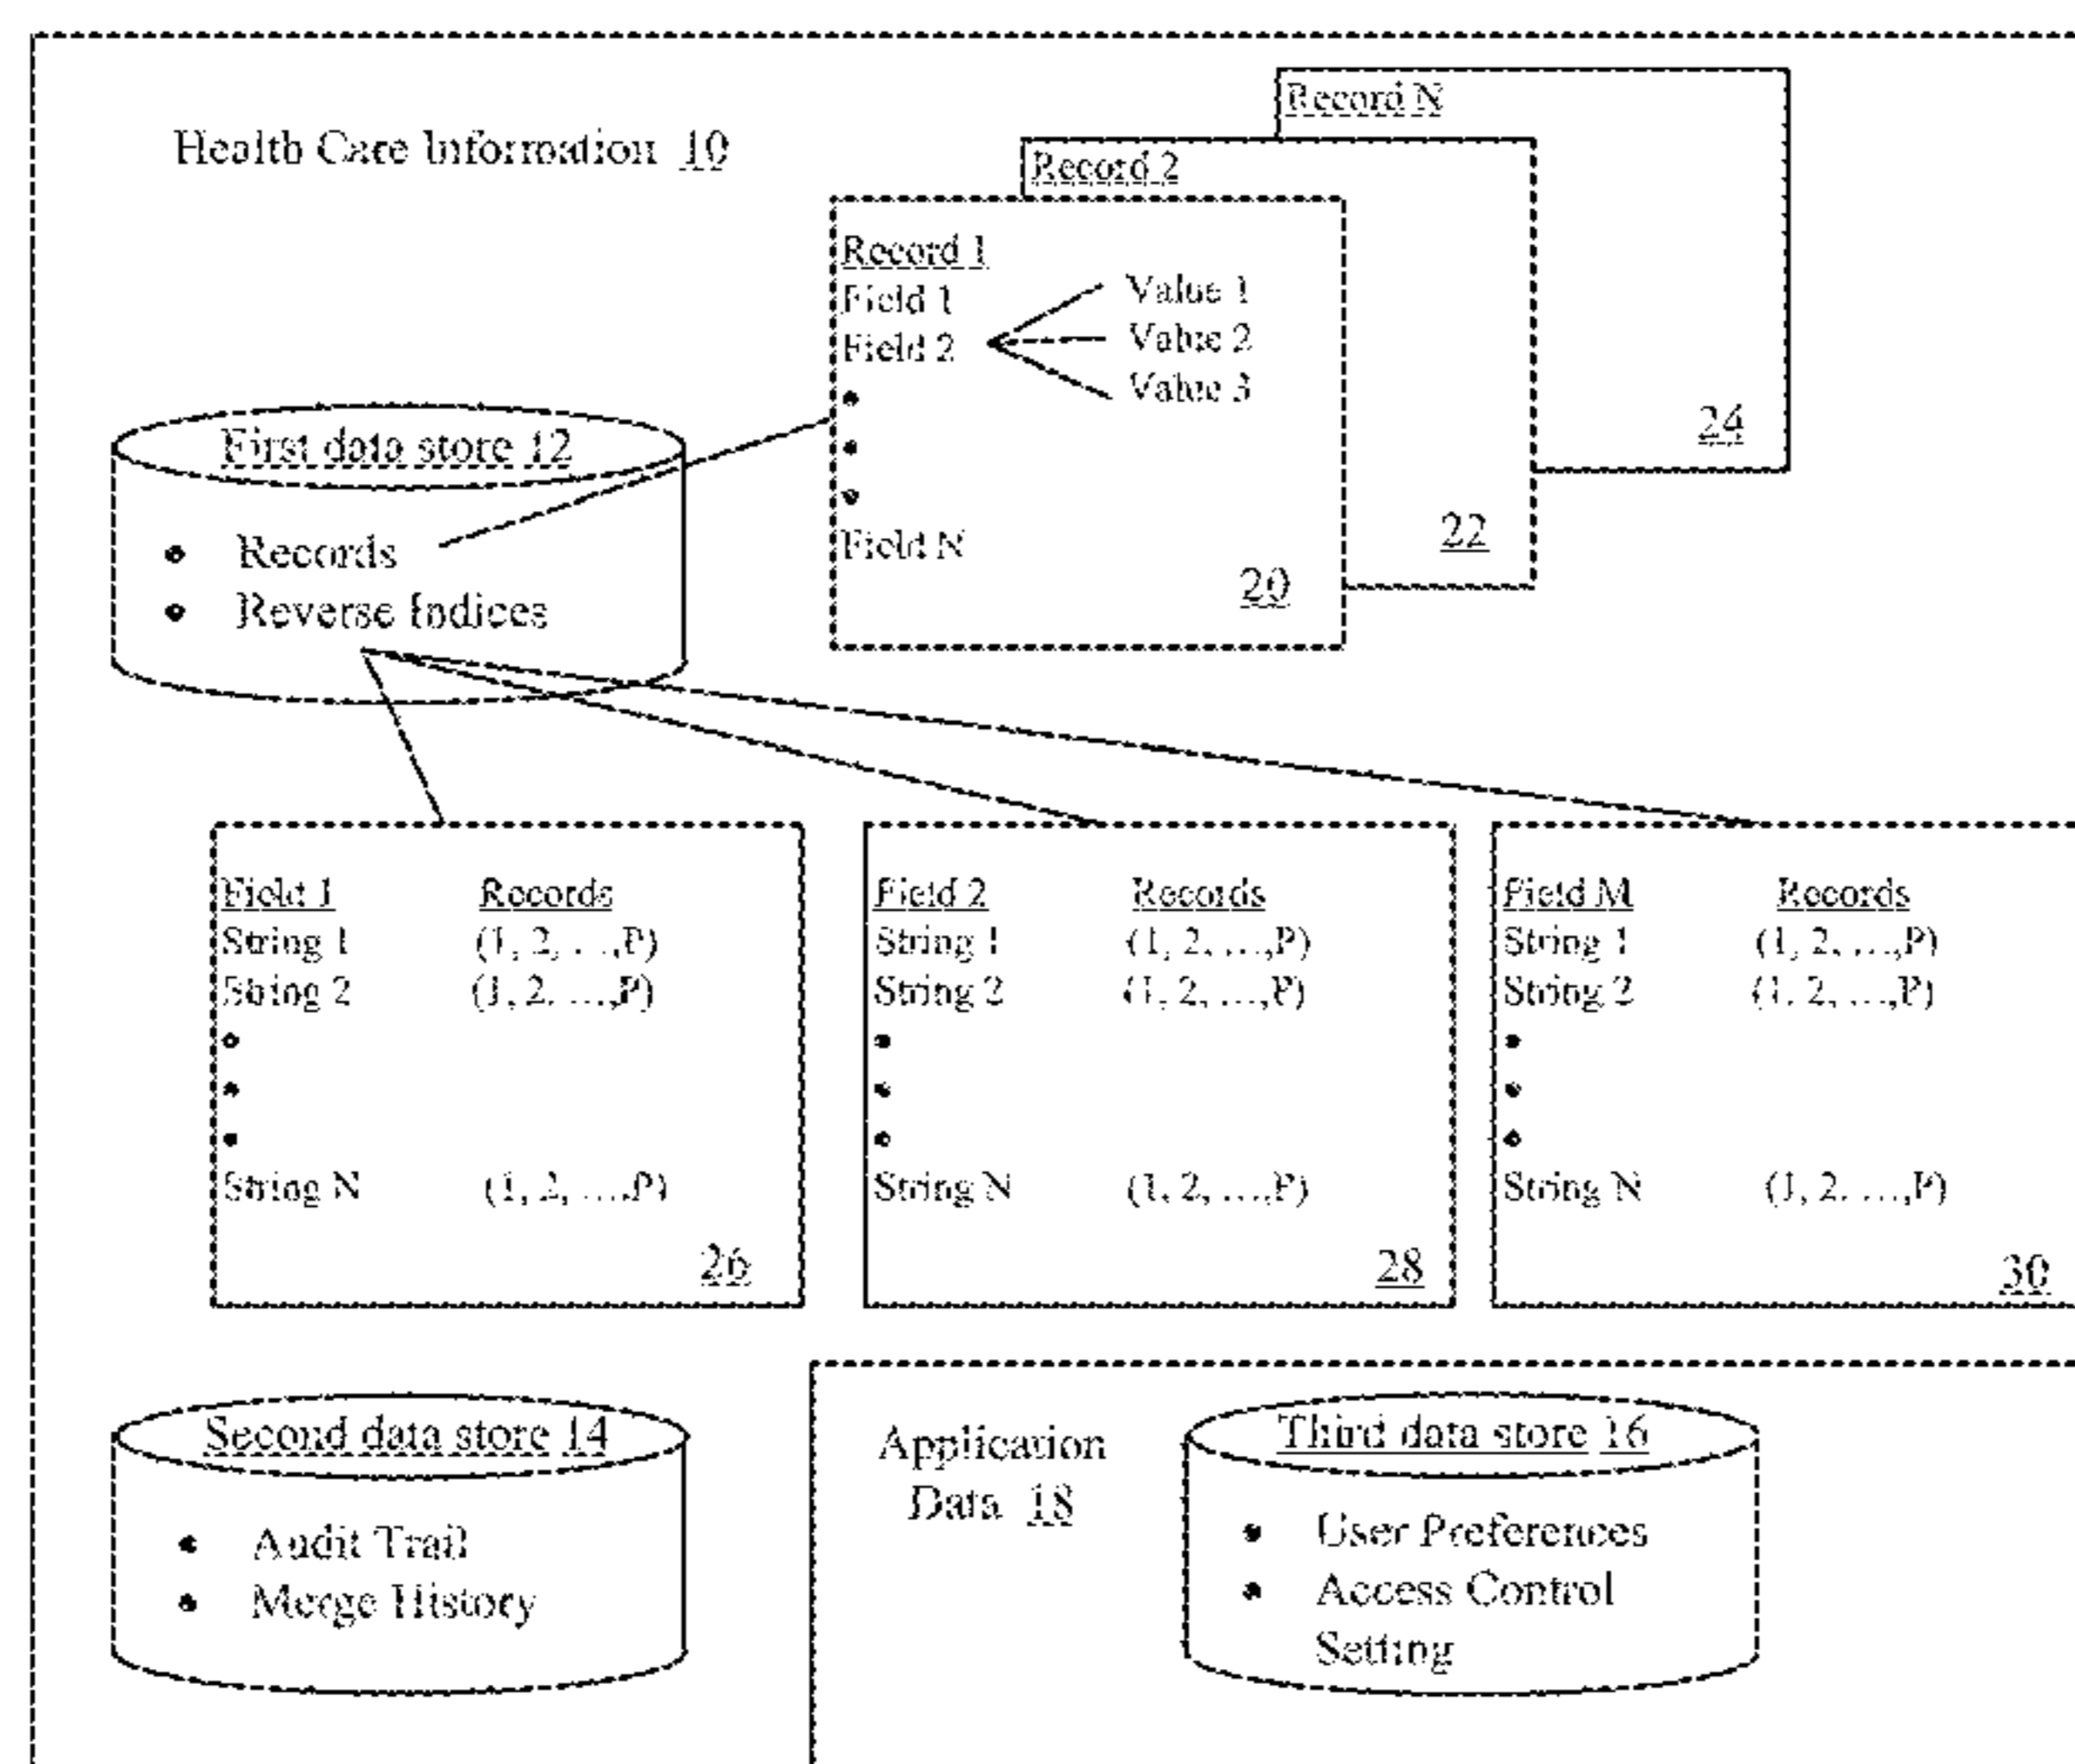 Health Care Information 10
Record N
Record 2
Record 1
Field 1
Field 2
Value 1
Value 2
Value 3
Field N
20
22
24
First data store 12
• Records
• Reverse Indices
Field 1 Records
String 1 (1, 2, …,P)
String 2 (1, 2, …,P)
String N (1, 2, …,P)
26
Field 2 Records
String 1 (1, 2, …,P)
String 2 (1, 2, …,P)
String N (1, 2, …,P)
28
Field M Records
String 1 (1, 2, …,P)
String 2 (1, 2, …,P)
String N (1, 2, …,P)
30
Second data store 14
• Audit Trail
• Merge History
Application
Data 18
Third data store 16
• User Preferences
• Access Control
Setting